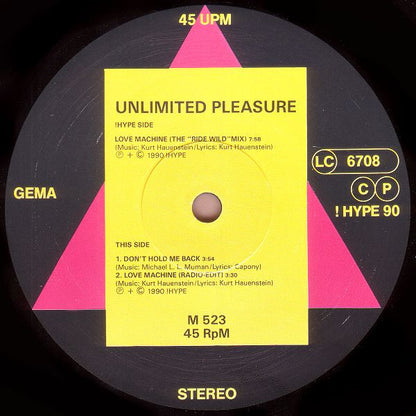 45 UPM
UNLIMITED PLEASURE
!HYPE SIDE
LOVE MACHINE (THE "RIDE WILD" MIX) 7:58
(Music: Kurt Hauenstein/Lyrics: Kurt Hauenstein)
Ⓟ + © 1990 !HYPE
LC 6708
GEMA
C P
! HYPE 90
THIS SIDE
1. DON'T HOLD ME BACK 3:54
(Music: Michael L. L. Muman/Lyrics: Capony)
2. LOVE MACHINE (RADIO-EDIT) 3:30
(Music: Kurt Hauenstein/Lyrics: Kurt Hauenstein)
Ⓟ + © 1990 !HYPE
M 523
45 RpM
STEREO